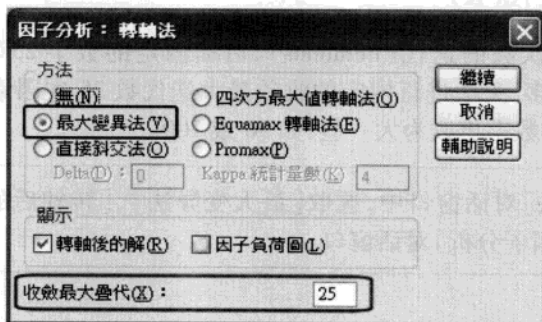 因子分析：轉軸法
方法
無(N)
四次方最大值轉軸法(Q)
最大變異法(V)
Equamax 轉軸法(E)
直接斜交法(O)
Promax(P)
Delta(D)：0
Kappa 統計量數(K) 4
顯示
轉軸後的解(R)
因子負荷圖(L)
收斂最大疊代(X)：
25
繼續
取消
輔助說明